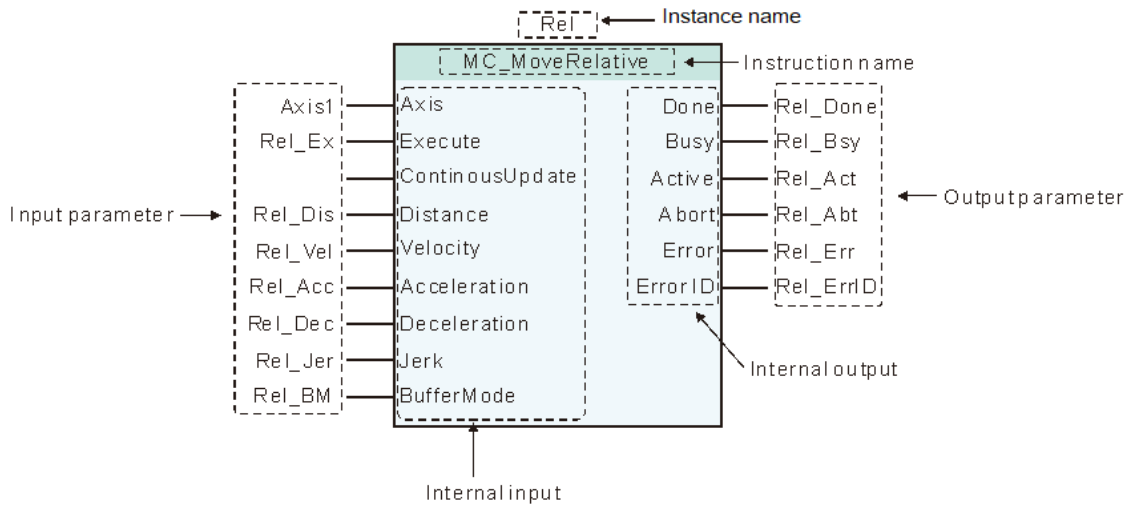 Rel
Instance name
MC_MoveRelative
Instruction name
Axis1 Axis Done Rel_Done
Rel_Ex Execute Busy Rel_Bsy
ContinousUpdate Active Rel_Act
Input parameter Rel_Dis Distance Abort Rel_Abt Output parameter
Rel_Vel Velocity Error Rel_Err
Rel_Acc Acceleration ErrorID Rel_ErrID
Rel_Dec Deceleration
Rel_Jer Jerk Internal output
Rel_BM BufferMode
Internal input